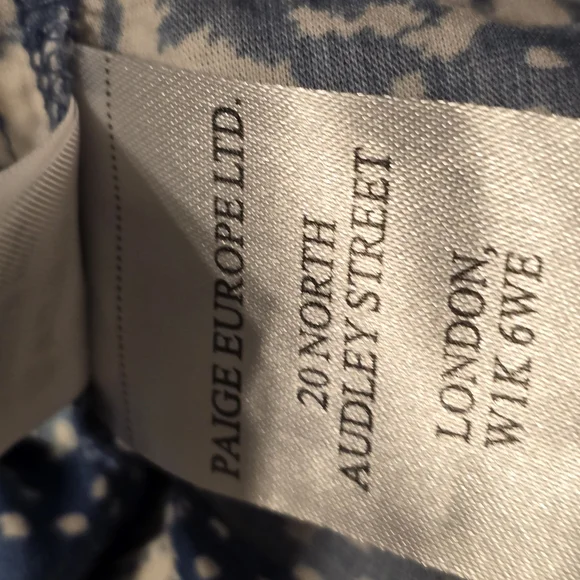 PAIGE EUROPE LTD.
20 NORTH
AUDLEY STREET
LONDON,
W1K 6WE